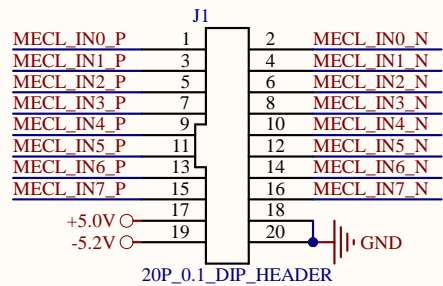 J1
MECL_IN0_P 1 2 MECL_IN0_N
MECL_IN1_P 3 4 MECL_IN1_N
MECL_IN2_P 5 6 MECL_IN2_N
MECL_IN3_P 7 8 MECL_IN3_N
MECL_IN4_P 9 10 MECL_IN4_N
MECL_IN5_P 11 12 MECL_IN5_N
MECL_IN6_P 13 14 MECL_IN6_N
MECL_IN7_P 15 16 MECL_IN7_N
+5.0V 17 18
-5.2V 19 20 GND
20P_0.1_DIP_HEADER